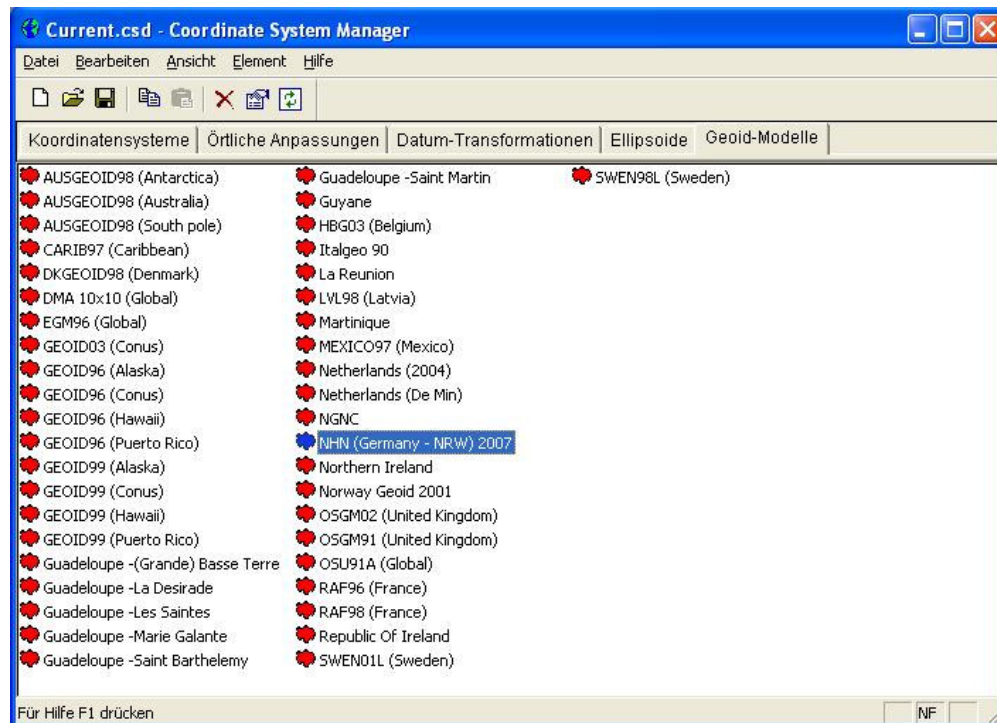 Current.csd - Coordinate System Manager
Datei Bearbeiten Ansicht Element Hilfe
Koordinatensysteme Örtliche Anpassungen Datum-Transformationen Ellipsoide Geoid-Modelle
AUSGEOID98 (Antarctica)
AUSGEOID98 (Australia)
AUSGEOID98 (South pole)
CARIB97 (Caribbean)
DKGEOID98 (Denmark)
DMA 10x10 (Global)
EGM96 (Global)
GEOID03 (Conus)
GEOID96 (Alaska)
GEOID96 (Conus)
GEOID96 (Hawaii)
GEOID96 (Puerto Rico)
GEOID99 (Alaska)
GEOID99 (Conus)
GEOID99 (Hawaii)
GEOID99 (Puerto Rico)
Guadeloupe -(Grande) Basse Terre
Guadeloupe -La Desirade
Guadeloupe -Les Saintes
Guadeloupe -Marie Galante
Guadeloupe -Saint Barthelemy
Guadeloupe -Saint Martin
Guyane
HBG03 (Belgium)
Italgeo 90
La Reunion
LVL98 (Latvia)
Martinique
MEXICO97 (Mexico)
Netherlands (2004)
Netherlands (De Min)
NGNC
NHN (Germany - NRW) 2007
Northern Ireland
Norway Geoid 2001
OSGM02 (United Kingdom)
OSGM91 (United Kingdom)
OSU91A (Global)
RAF96 (France)
RAF98 (France)
Republic Of Ireland
SWEN01L (Sweden)
SWEN98L (Sweden)
Für Hilfe F1 drücken
NF